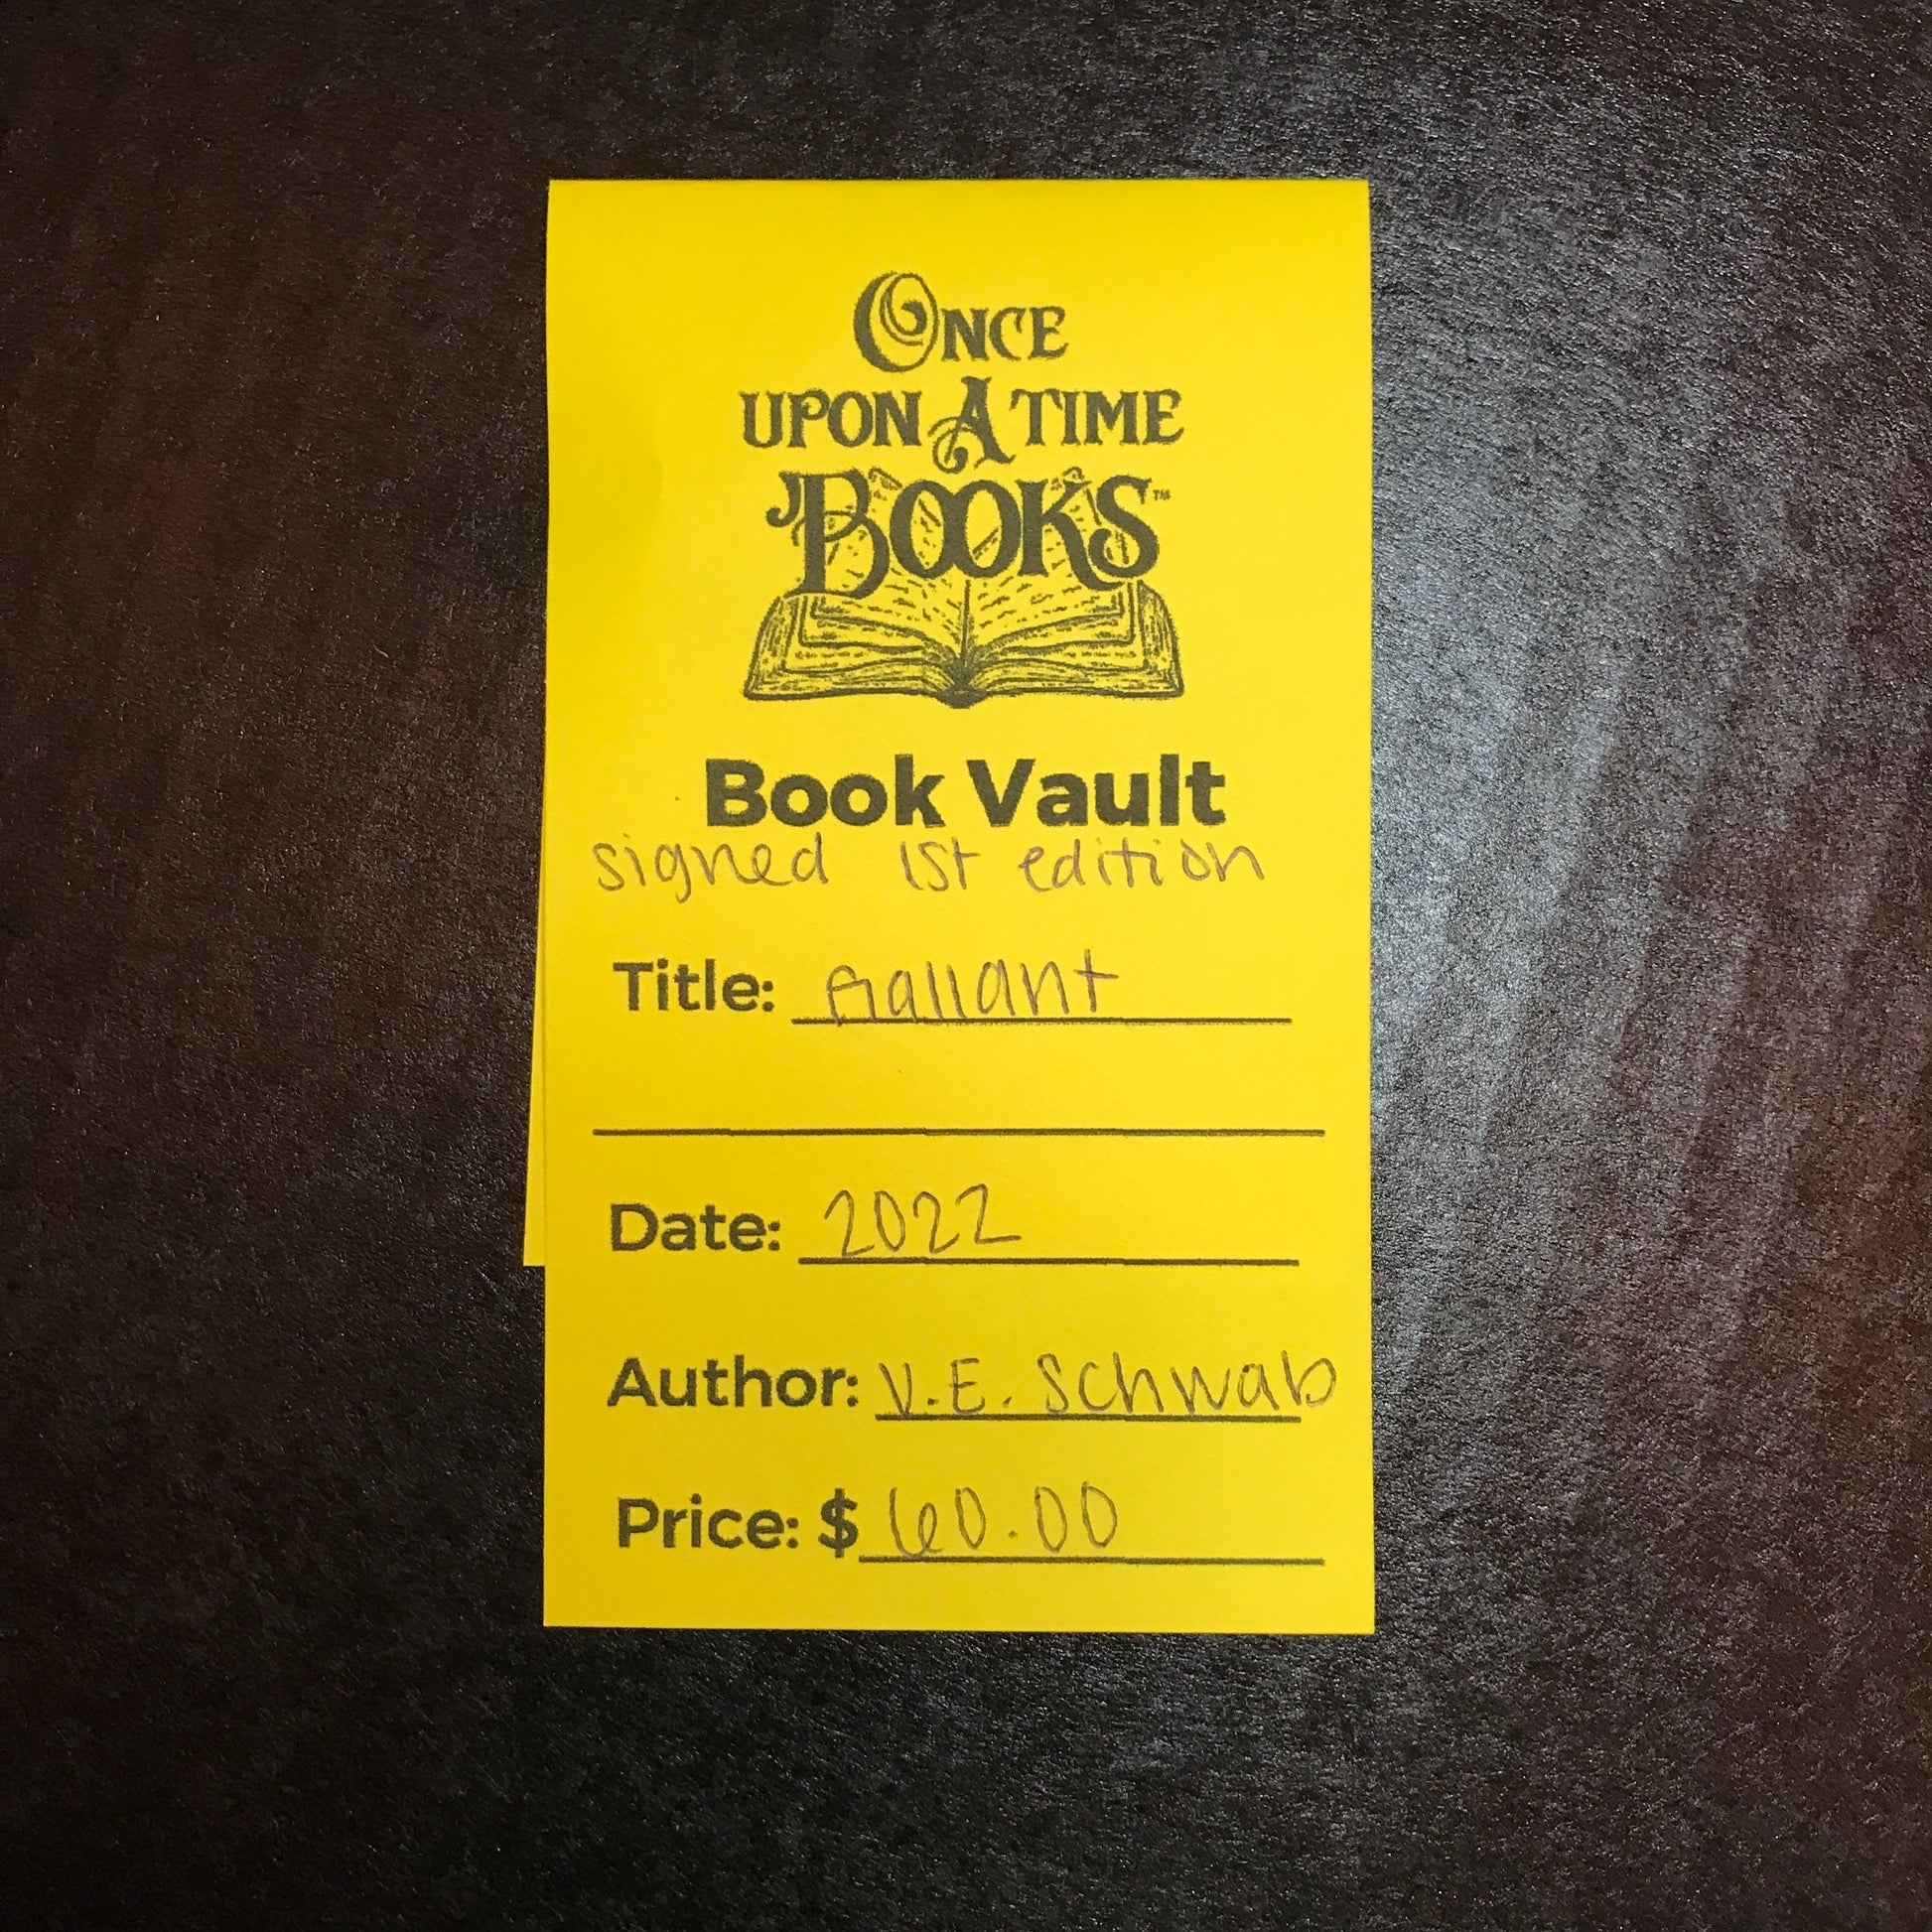 ONCE
UPON A TIME
BOOKS™
Book Vault
signed 1st edition
Title: Gallant
Date: 2022
Author: V.E. Schwab
Price: $ 60.00